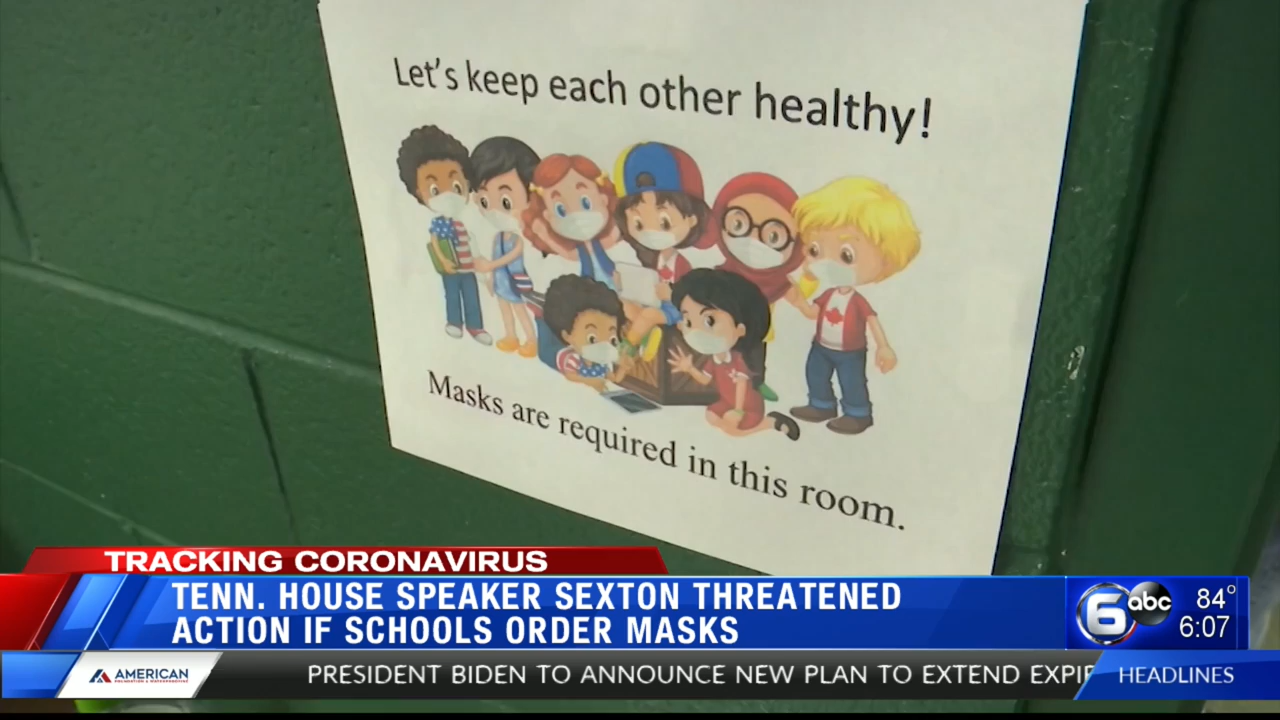 Let's keep each other healthy!
Masks are required in this room.
TRACKING CORONAVIRUS
TENN. HOUSE SPEAKER SEXTON THREATENED
ACTION IF SCHOOLS ORDER MASKS
6 abc
84°
6:07
AMERICAN
PRESIDENT BIDEN TO ANNOUNCE NEW PLAN TO EXTEND EXPI
HEADLINES